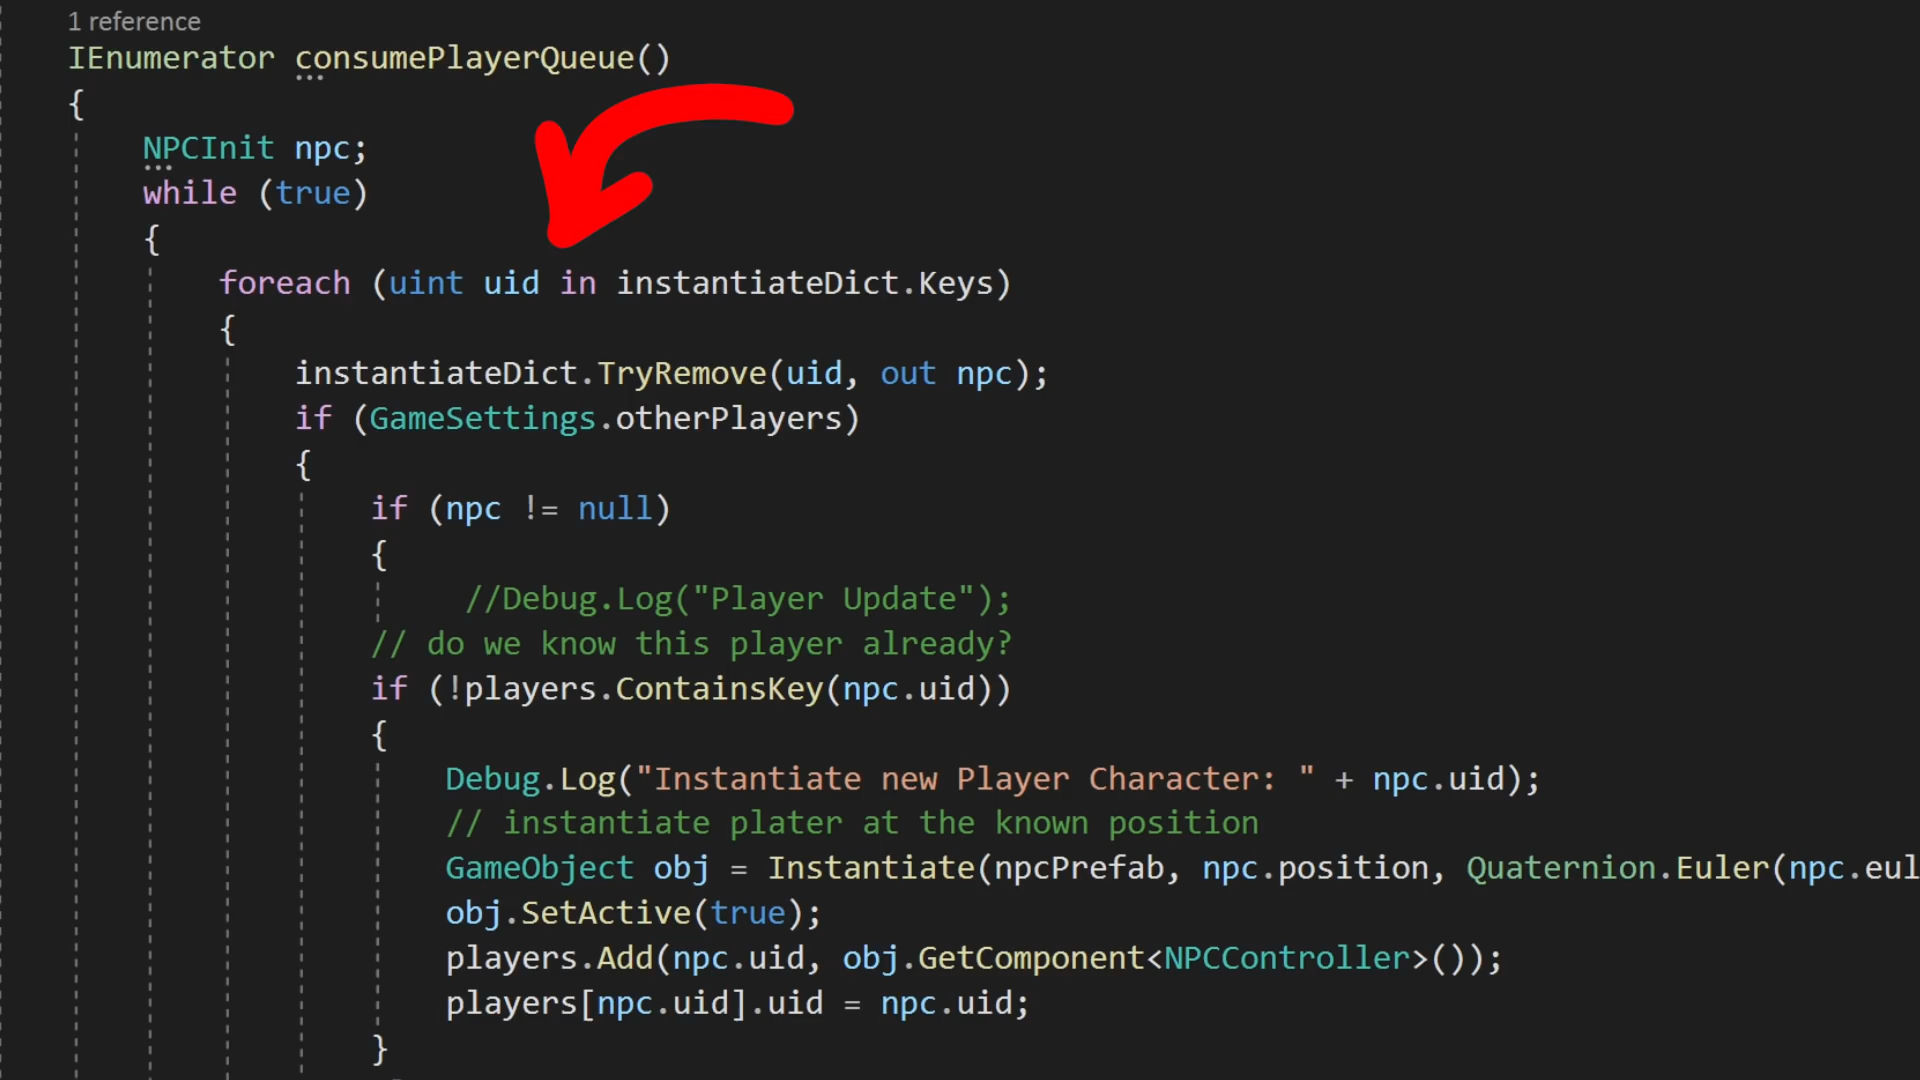 1 reference
IEnumerator consumePlayerQueue()
{
NPCInit npc;
while (true)
{
foreach (uint uid in instantiateDict.Keys)
{
instantiateDict.TryRemove(uid, out npc);
if (GameSettings.otherPlayers)
{
if (npc != null)
{
//Debug.Log("Player Update");
// do we know this player already?
if (!players.ContainsKey(npc.uid))
{
Debug.Log("Instantiate new Player Character: " + npc.uid);
// instantiate plater at the known position
GameObject obj = Instantiate(npcPrefab, npc.position, Quaternion.Euler(npc.eul
obj.SetActive(true);
players.Add(npc.uid, obj.GetComponent<NPCController>());
players[npc.uid].uid = npc.uid;
}